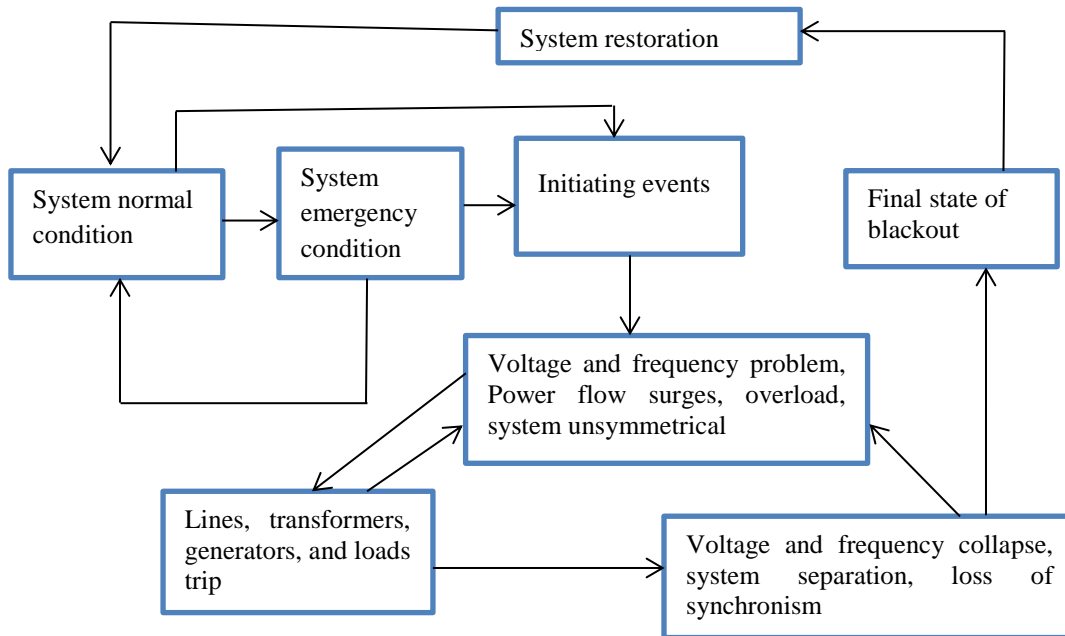 System restoration
System normal
condition
System
emergency
condition
Initiating events
Final state of
blackout
Voltage and frequency problem,
Power flow surges, overload,
system unsymmetrical
Lines, transformers,
generators, and loads
trip
Voltage and frequency collapse,
system separation, loss of
synchronism